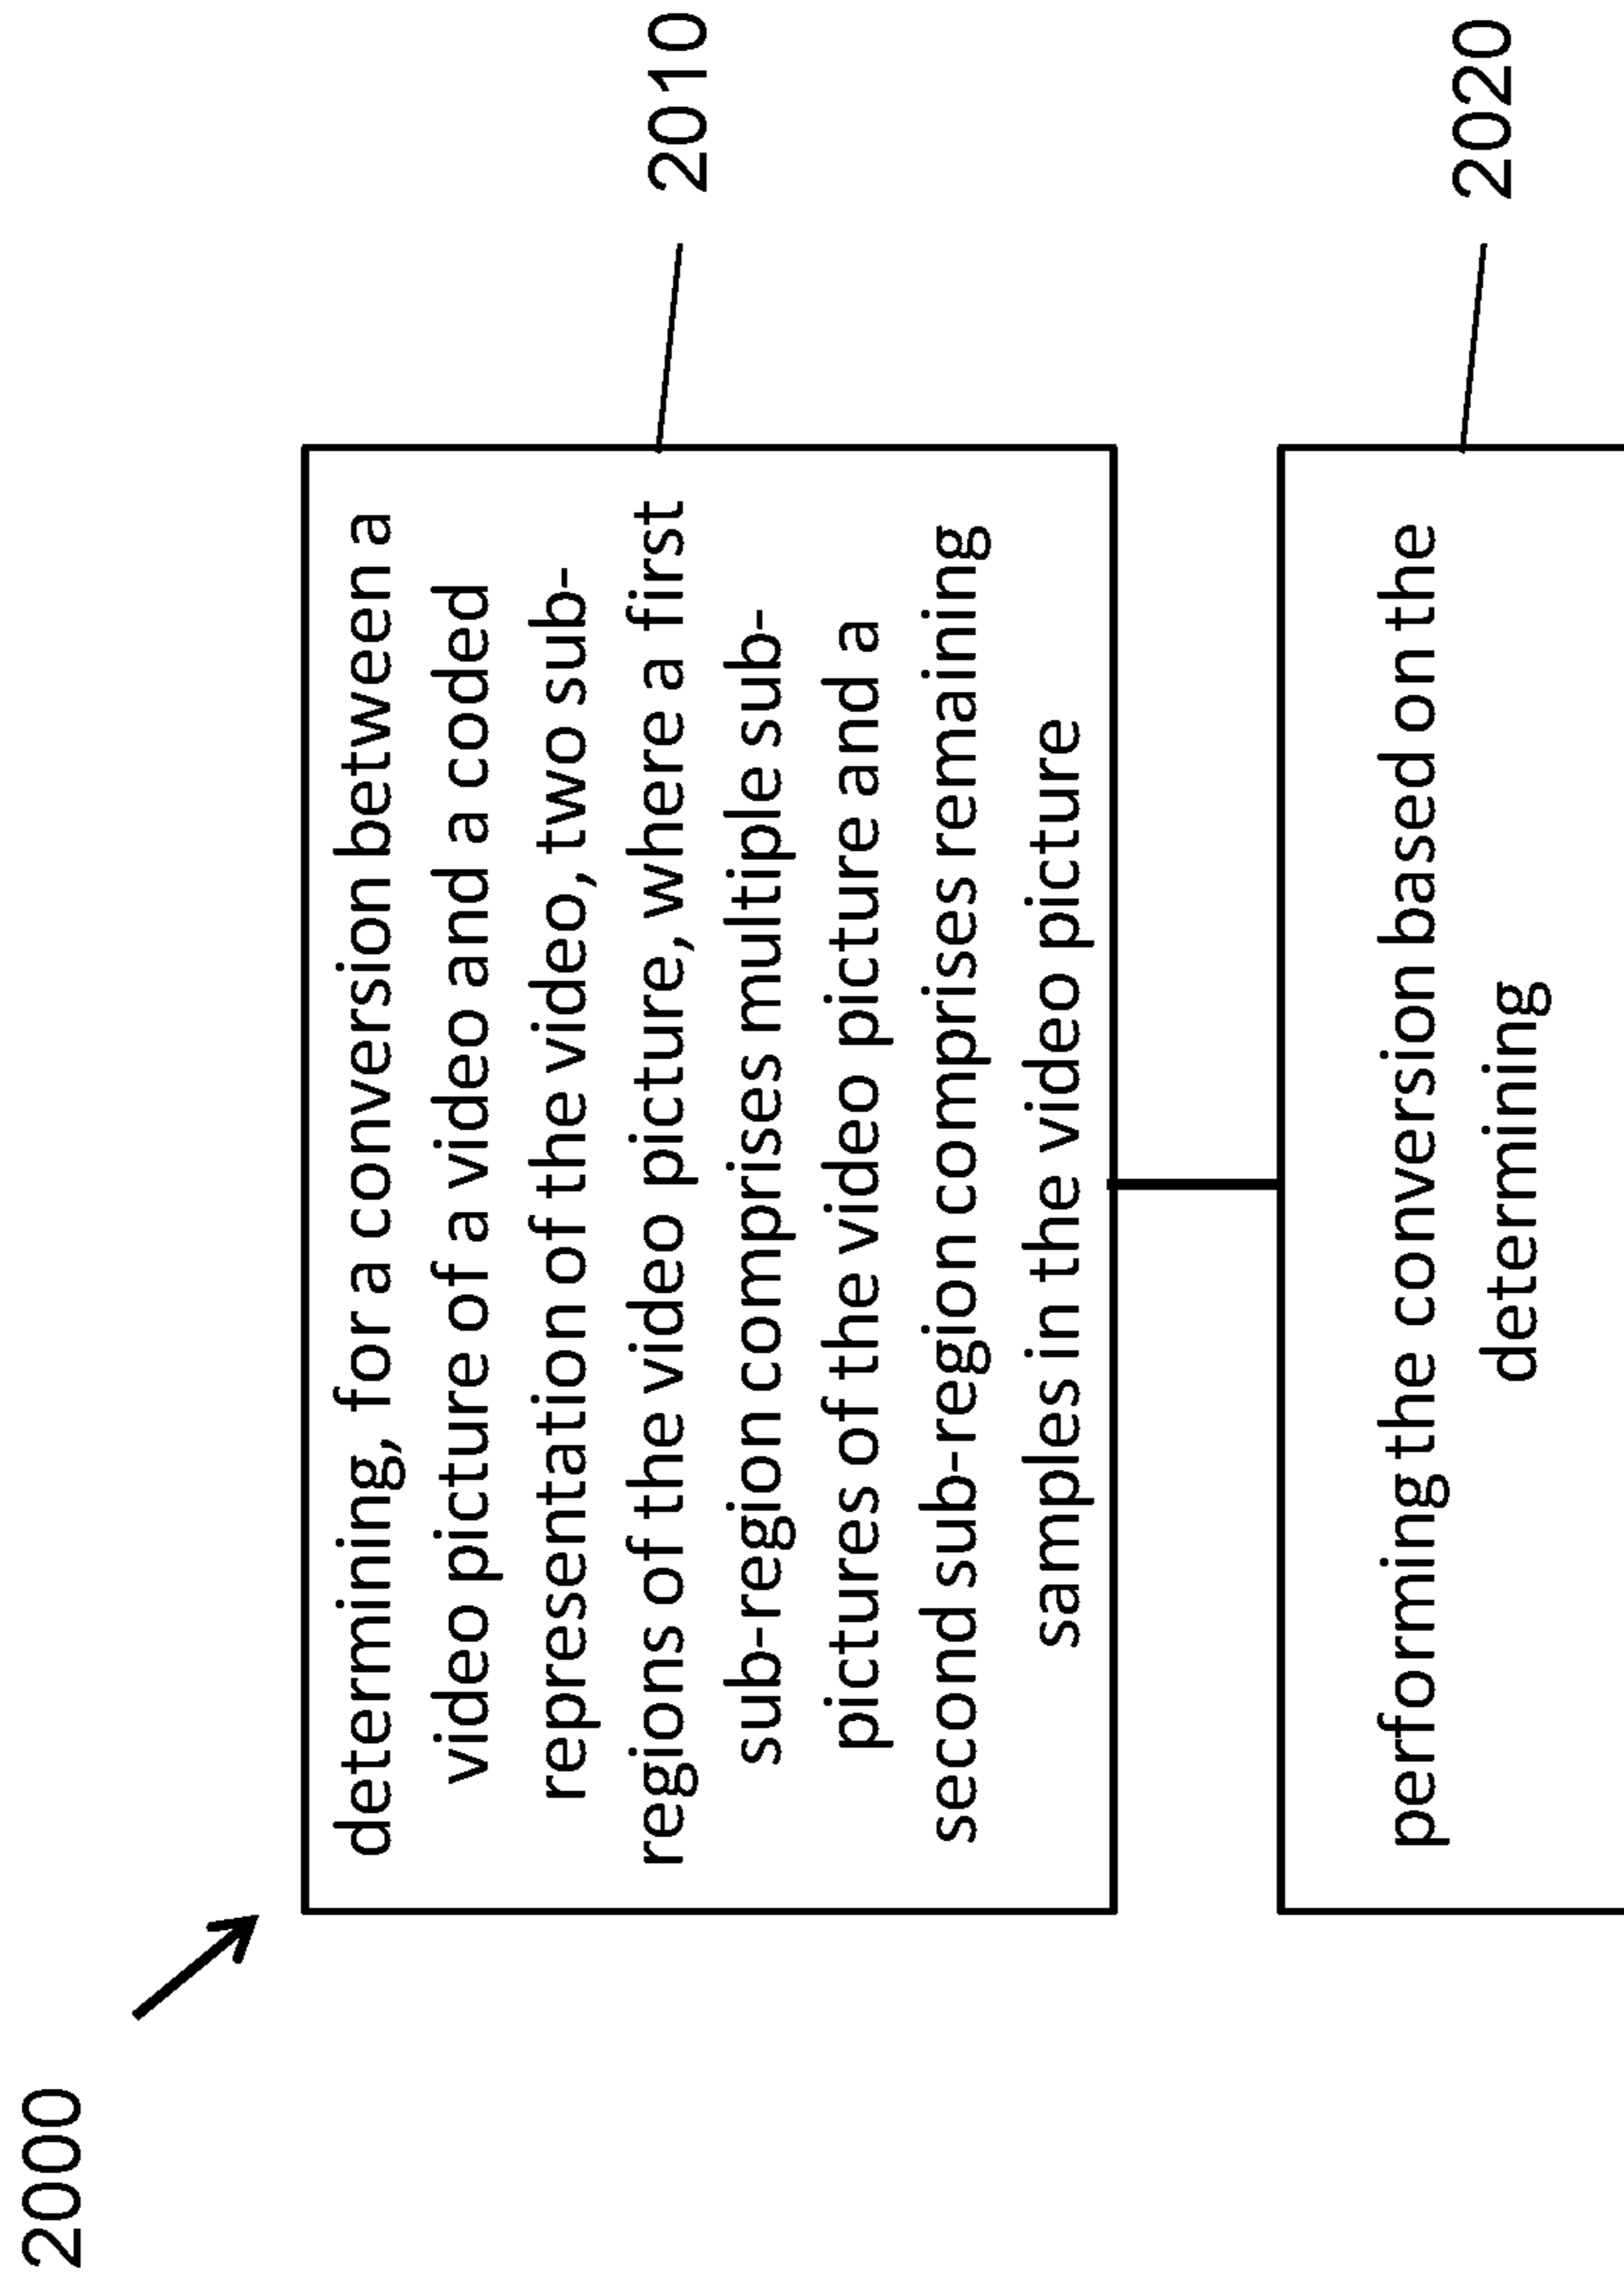 2000
determining, for a conversion between a
video picture of a video and a coded
representation of the video, two sub-
regions of the video picture, where a first
sub-region comprises multiple sub-
pictures of the video picture and a
second sub-region comprises remaining
samples in the video picture
2010
performing the conversion based on the
determining
2020